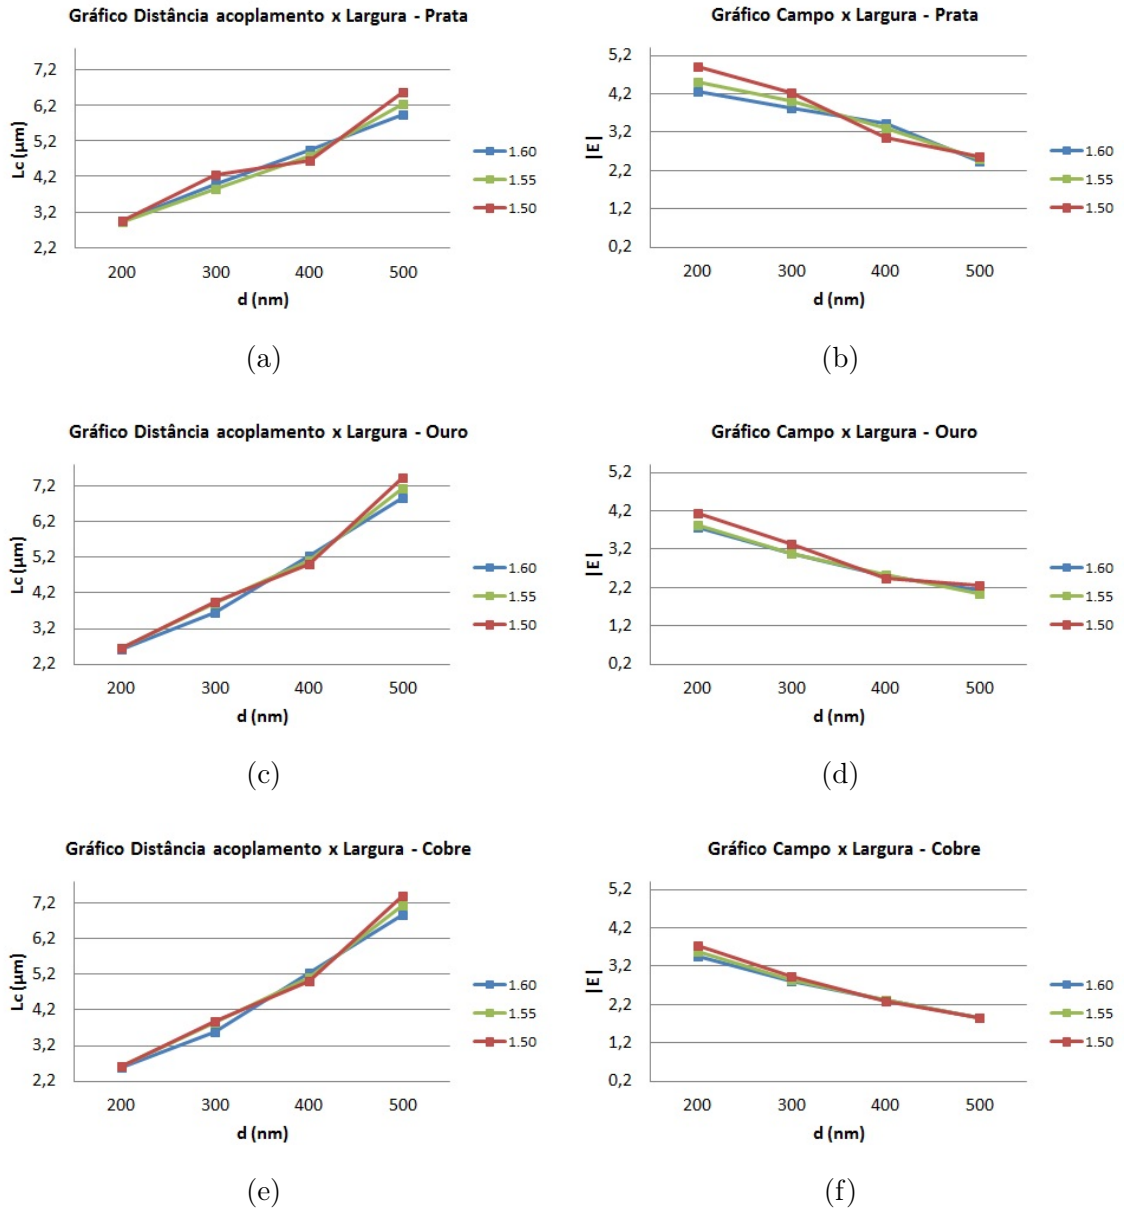 Gráfico Distância acoplamento x Largura - Prata
Lc (µm)
7,2
6,2
5,2
4,2
3,2
2,2
200 300 400 500
d (nm)
1.60
1.55
1.50
(a)
Gráfico Campo x Largura - Prata
|E|
5,2
4,2
3,2
2,2
1,2
0,2
200 300 400 500
d (nm)
1.60
1.55
1.50
(b)
Gráfico Distância acoplamento x Largura - Ouro
Lc (µm)
7,2
6,2
5,2
4,2
3,2
2,2
200 300 400 500
d (nm)
1.60
1.55
1.50
(c)
Gráfico Campo x Largura - Ouro
|E|
5,2
4,2
3,2
2,2
1,2
0,2
200 300 400 500
d (nm)
1.60
1.55
1.50
(d)
Gráfico Distância acoplamento x Largura - Cobre
Lc (µm)
7,2
6,2
5,2
4,2
3,2
2,2
200 300 400 500
d (nm)
1.60
1.55
1.50
(e)
Gráfico Campo x Largura - Cobre
|E|
5,2
4,2
3,2
2,2
1,2
0,2
200 300 400 500
d (nm)
1.60
1.55
1.50
(f)